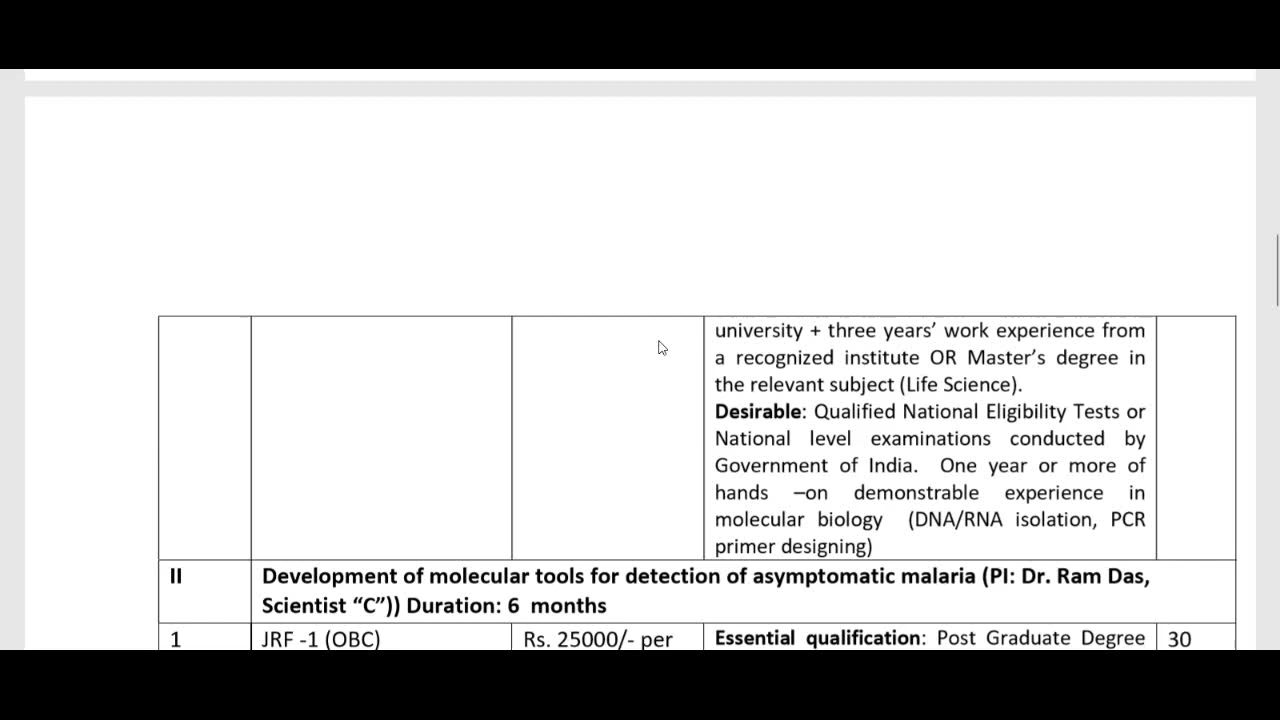 university + three years’ work experience from
a recognized institute OR Master’s degree in
the relevant subject (Life Science).
Desirable: Qualified National Eligibility Tests or
National level examinations conducted by
Government of India. One year or more of
hands –on demonstrable experience in
molecular biology (DNA/RNA isolation, PCR
primer designing)
II Development of molecular tools for detection of asymptomatic malaria (PI: Dr. Ram Das,
Scientist “C”)) Duration: 6 months
1 JRF -1 (OBC) Rs. 25000/- per Essential qualification: Post Graduate Degree 30